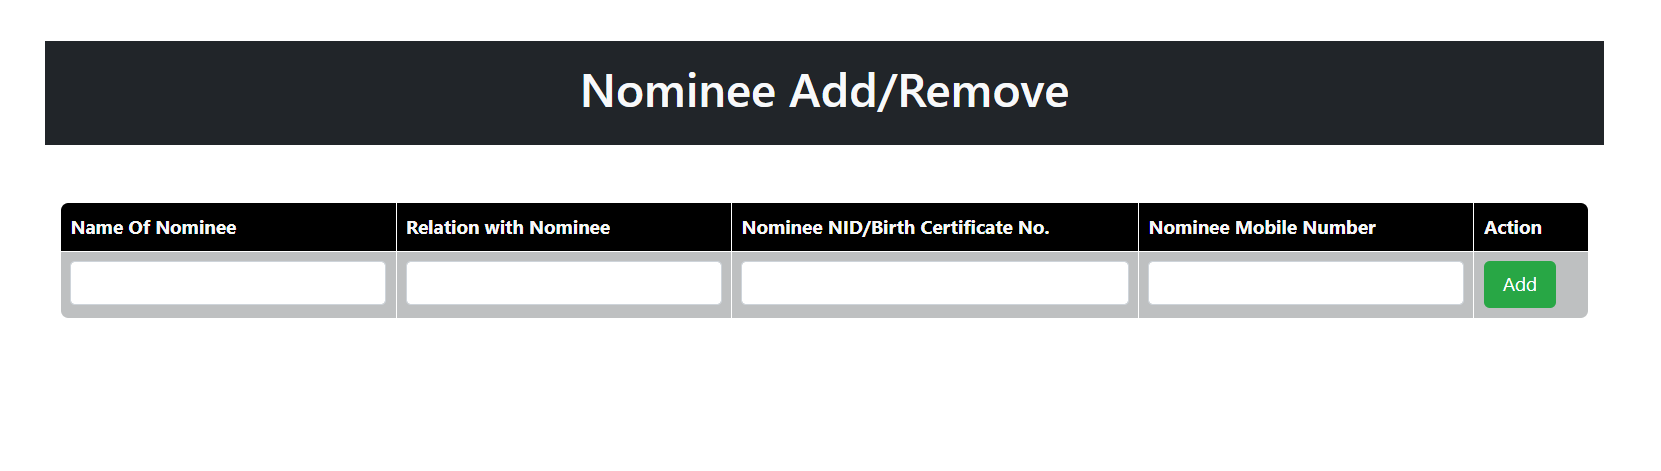 Nominee Add/Remove
Name Of Nominee Relation with Nominee Nominee NID/Birth Certificate No. Nominee Mobile Number Action
Add